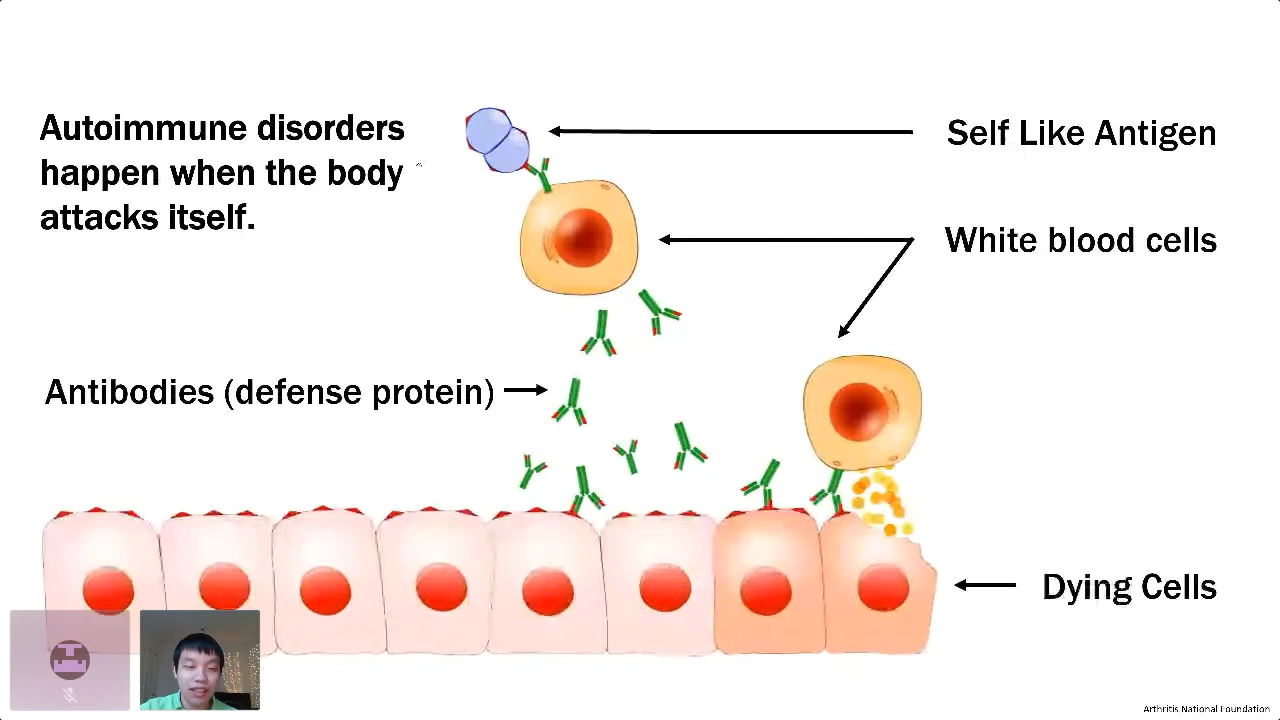 Autoimmune disorders
happen when the body
attacks itself.
Self Like Antigen
White blood cells
Antibodies (defense protein)
Dying Cells
Arthritis National Foundation